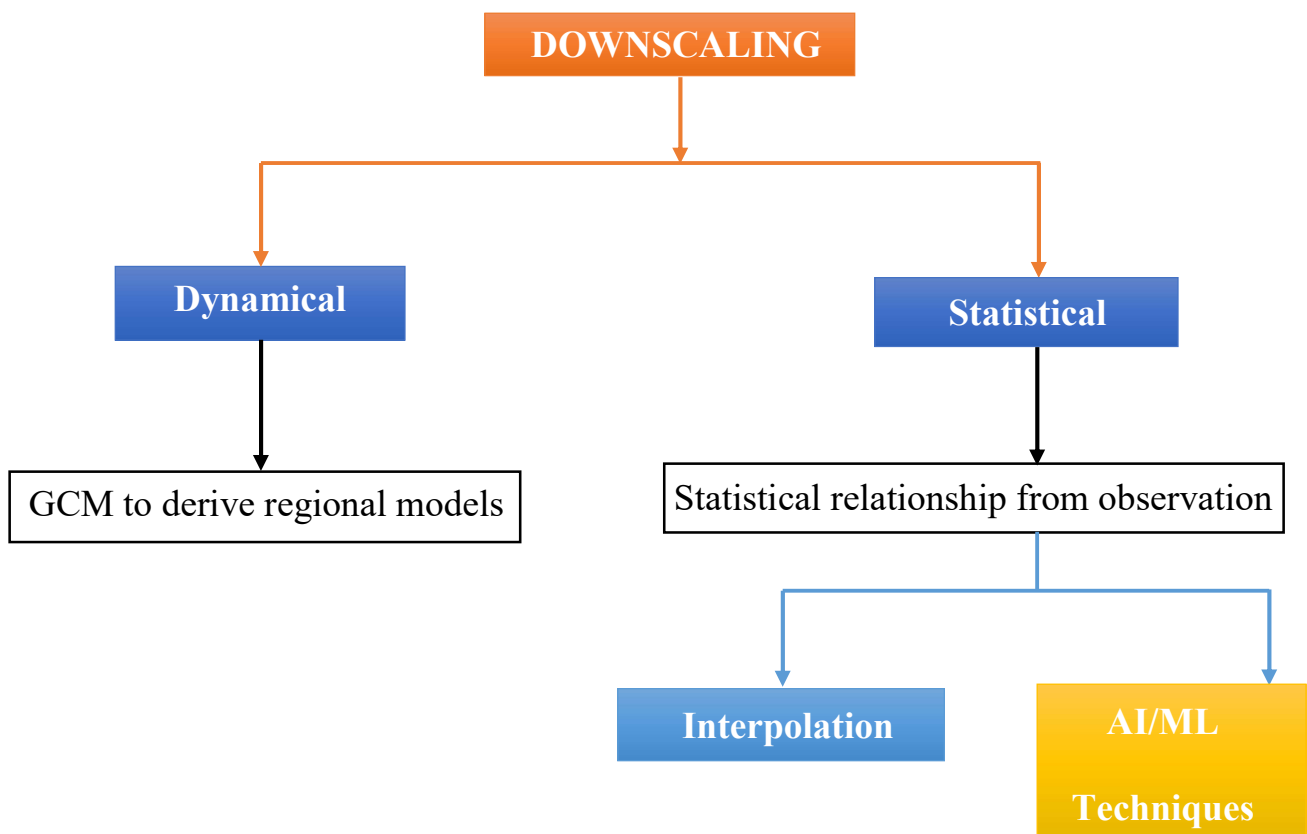 DOWNSCALING
Dynamical
Statistical
GCM to derive regional models
Statistical relationship from observation
Interpolation
AI/ML
Techniques